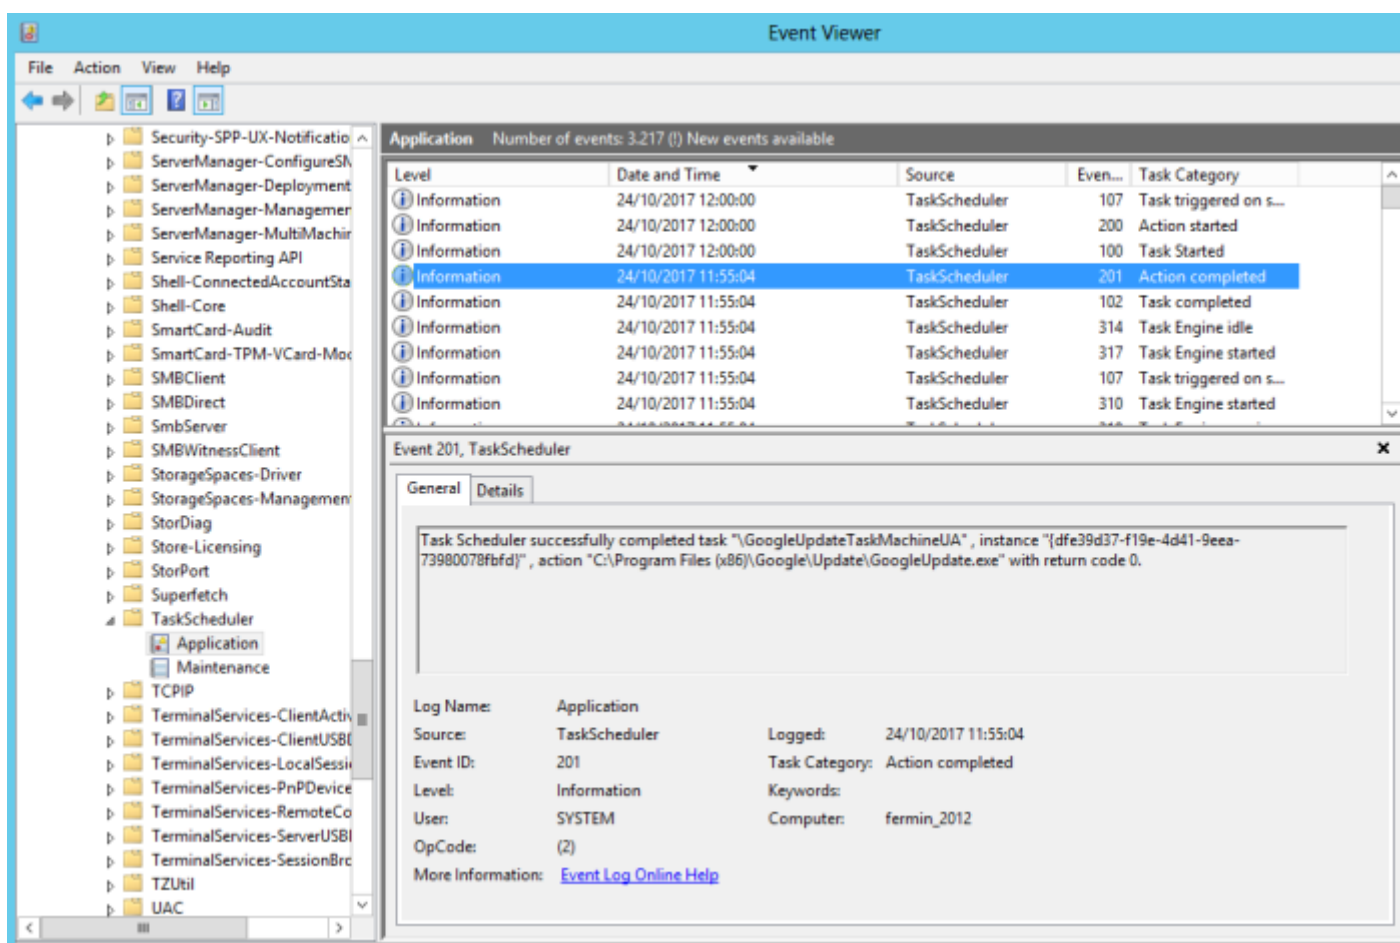 Event Viewer
File Action View Help
Security-SPP-UX-Notificatio
ServerManager-ConfigureSM
ServerManager-Deployment
ServerManager-Managemer
ServerManager-MultiMachir
Service Reporting API
Shell-ConnectedAccountSta
Shell-Core
SmartCard-Audit
SmartCard-TPM-VCard-Moc
SMBClient
SMBDirect
SmbServer
SMBWitnessClient
StorageSpaces-Driver
StorageSpaces-Management
StorDiag
Store-Licensing
StorPort
Superfetch
TaskScheduler
Application
Maintenance
TCPIP
TerminalServices-ClientActiv
TerminalServices-ClientUSBD
TerminalServices-LocalSessi
TerminalServices-PnPDevice
TerminalServices-RemoteCo
TerminalServices-ServerUSBI
TerminalServices-SessionBrc
TZUtil
UAC
Application Number of events: 3.217 (!) New events available
Level Date and Time Source Even... Task Category
Information 24/10/2017 12:00:00 TaskScheduler 107 Task triggered on s...
Information 24/10/2017 12:00:00 TaskScheduler 200 Action started
Information 24/10/2017 12:00:00 TaskScheduler 100 Task Started
Information 24/10/2017 11:55:04 TaskScheduler 201 Action completed
Information 24/10/2017 11:55:04 TaskScheduler 102 Task completed
Information 24/10/2017 11:55:04 TaskScheduler 314 Task Engine idle
Information 24/10/2017 11:55:04 TaskScheduler 317 Task Engine started
Information 24/10/2017 11:55:04 TaskScheduler 107 Task triggered on s...
Information 24/10/2017 11:55:04 TaskScheduler 310 Task Engine started
Event 201, TaskScheduler
General Details
Task Scheduler successfully completed task "\GoogleUpdateTaskMachineUA" , instance "{dfe39d37-f19e-4d41-9eea-
73980078fbfd}" , action "C:\Program Files (x86)\Google\Update\GoogleUpdate.exe" with return code 0.
Log Name: Application
Source: TaskScheduler Logged: 24/10/2017 11:55:04
Event ID: 201 Task Category: Action completed
Level: Information Keywords:
User: SYSTEM Computer: fermin_2012
OpCode: (2)
More Information: Event Log Online Help